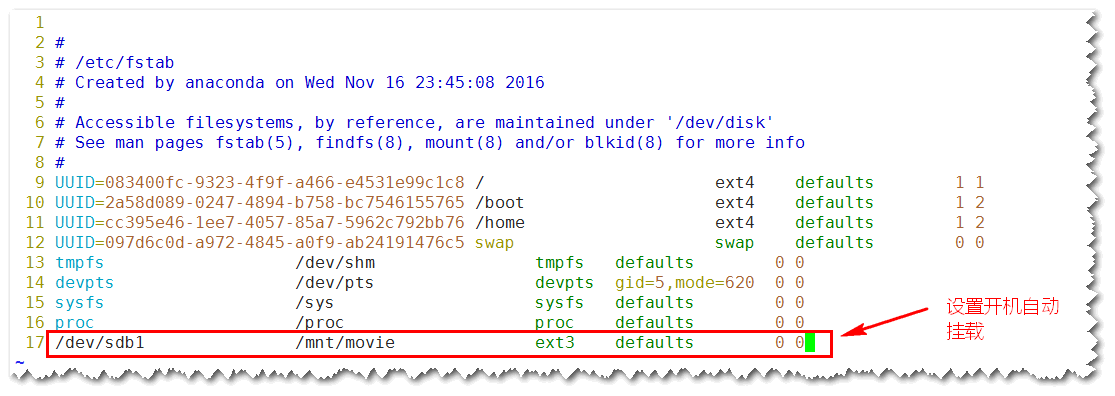 1
2 #
3 # /etc/fstab
4 # Created by anaconda on Wed Nov 16 23:45:08 2016
5 #
6 # Accessible filesystems, by reference, are maintained under '/dev/disk'
7 # See man pages fstab(5), findfs(8), mount(8) and/or blkid(8) for more info
8 #
9 UUID=083400fc-9323-4f9f-a466-e4531e99c1c8 /                       ext4    defaults        1 1
10 UUID=2a58d089-0247-4894-b758-bc7546155765 /boot                   ext4    defaults        1 2
11 UUID=cc395e46-1ee7-4057-85a7-5962c792bb76 /home                   ext4    defaults        1 2
12 UUID=097d6c0d-a972-4845-a0f9-ab24191476c5 swap                    swap    defaults        0 0
13 tmpfs                   /dev/shm                tmpfs   defaults        0 0
14 devpts                  /dev/pts                devpts  gid=5,mode=620  0 0
15 sysfs                   /sys                    sysfs   defaults        0 0
16 proc                    /proc                   proc    defaults        0 0
17 /dev/sdb1               /mnt/movie              ext3    defaults        0 0
~
设置开机自动
挂载